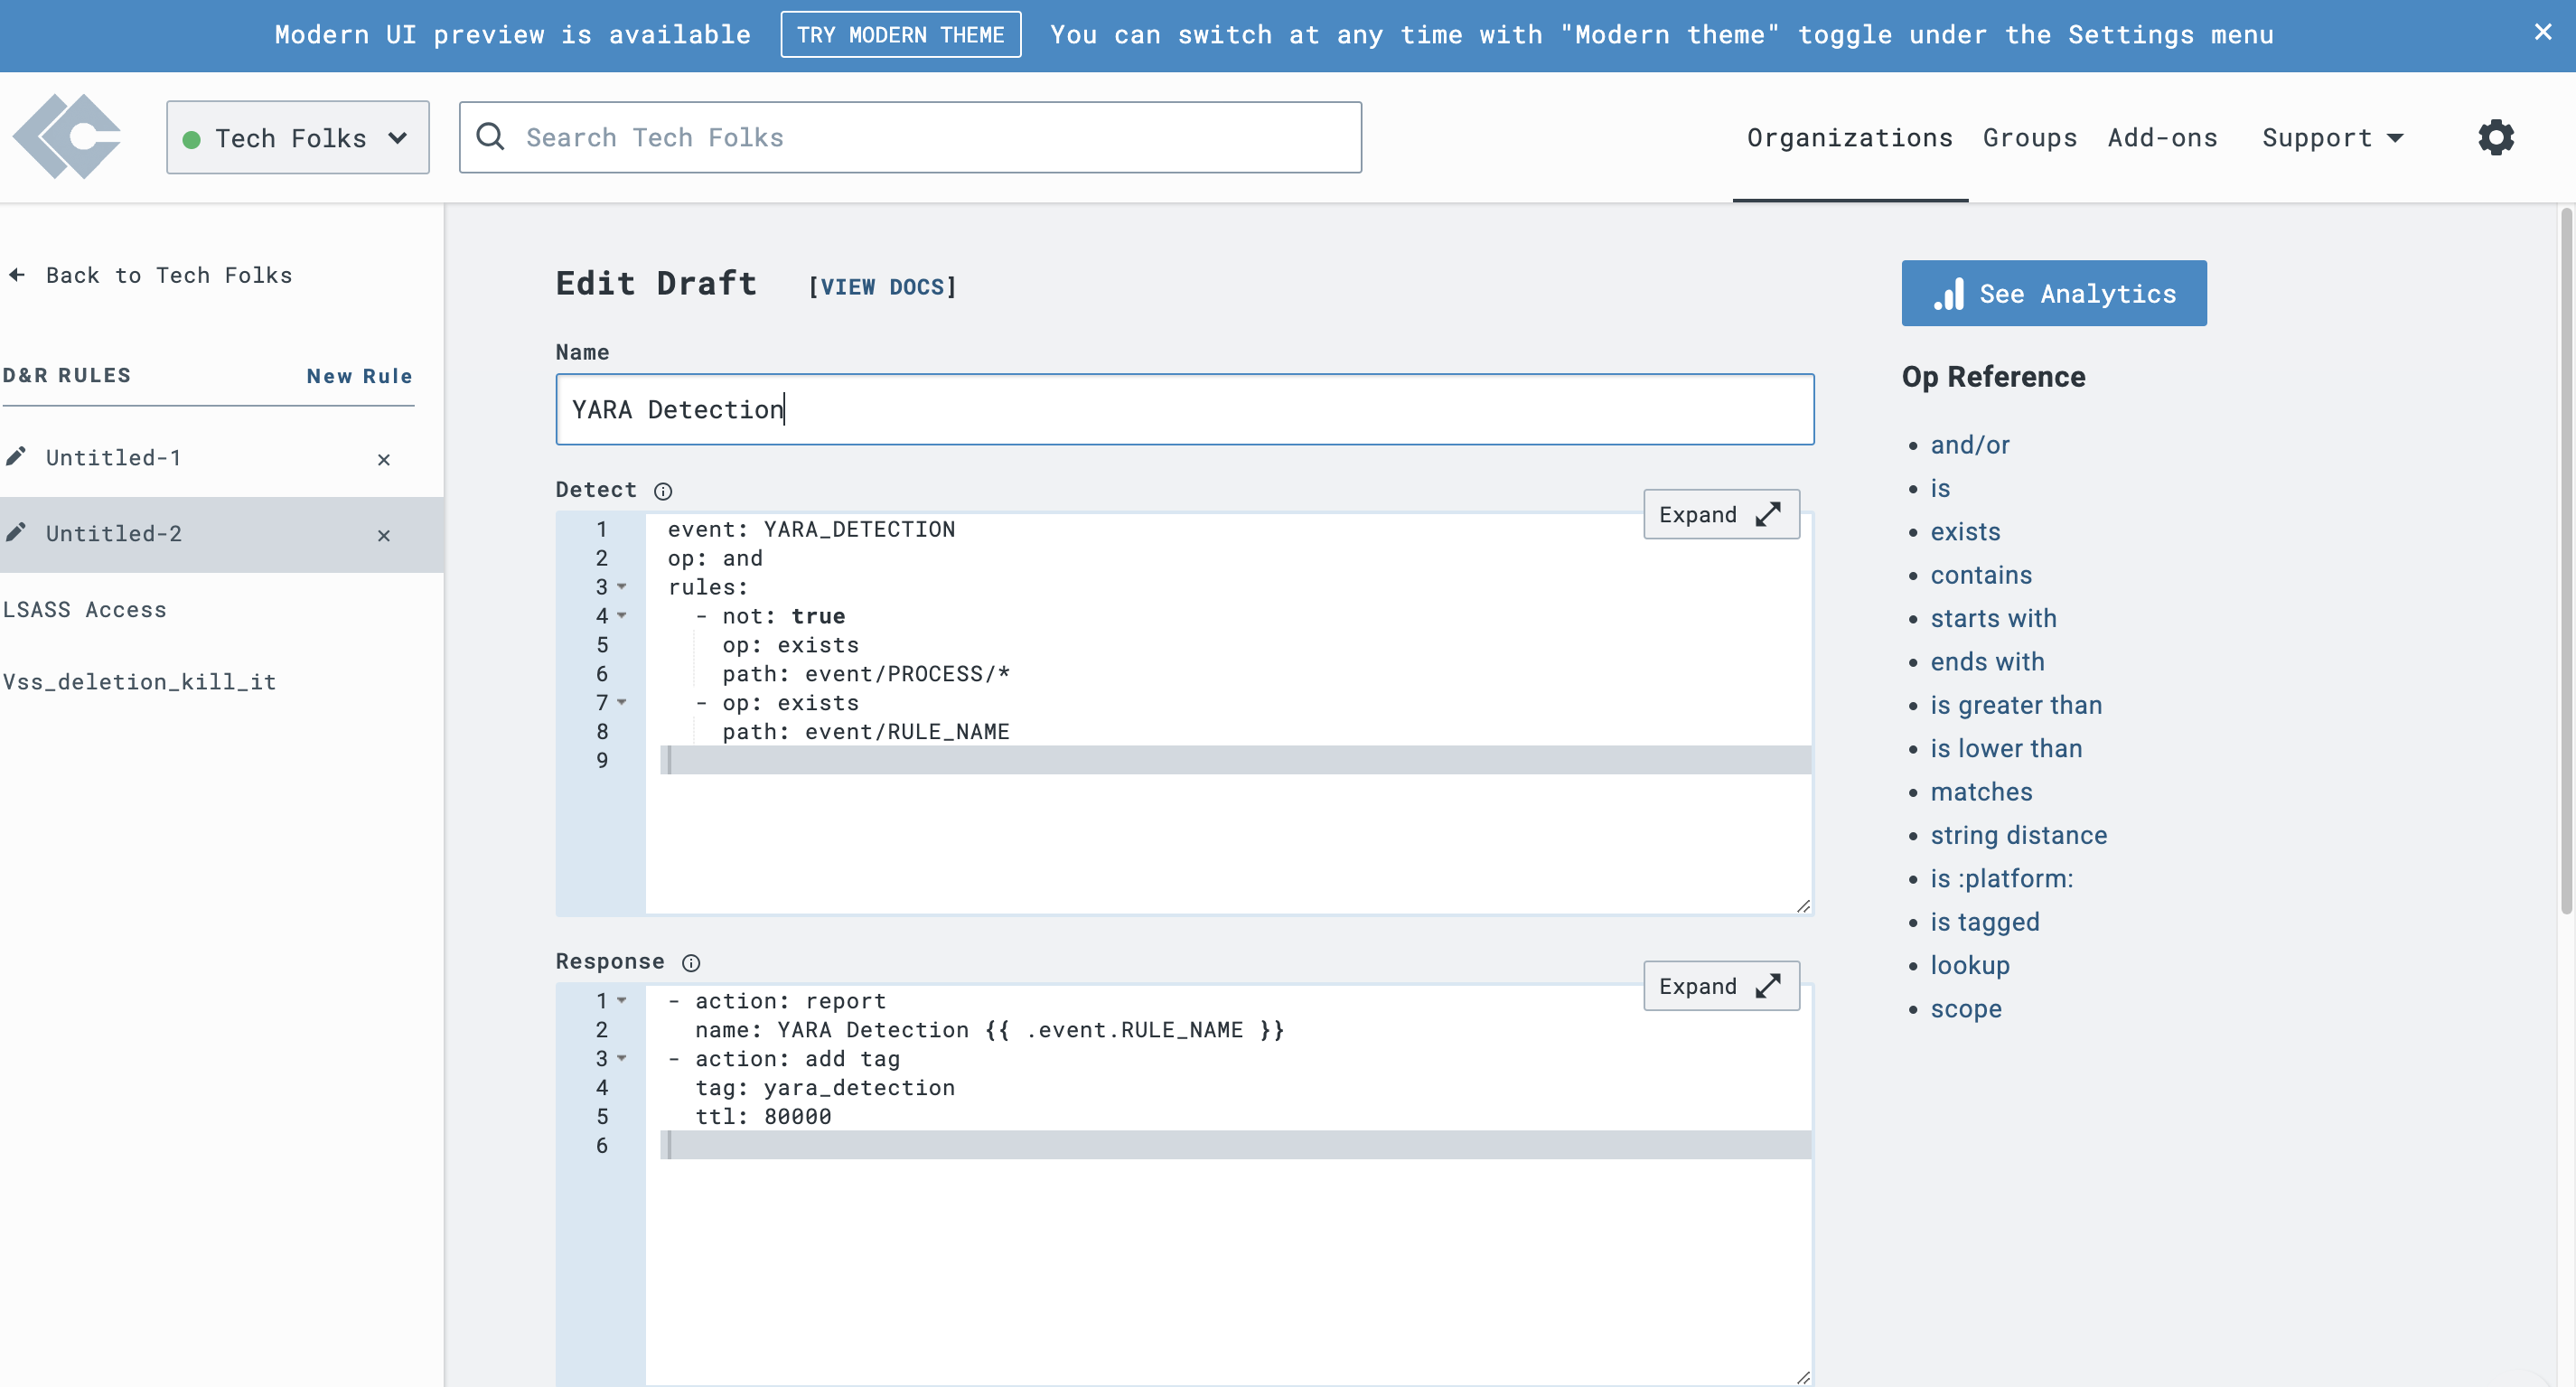 Modern UI preview is available TRY MODERN THEME You can switch at any time with "Modern theme" toggle under the Settings menu ×
Tech Folks
Search Tech Folks
Organizations Groups Add-ons Support
← Back to Tech Folks
D&R RULES New Rule
Untitled-1 ×
Untitled-2 ×
LSASS Access
Vss_deletion_kill_it
Edit Draft [VIEW DOCS]
Name
YARA Detection
Detect
Expand
1 event: YARA_DETECTION
2 op: and
3 rules:
4 - not: true
5 op: exists
6 path: event/PROCESS/*
7 - op: exists
8 path: event/RULE_NAME
9
Response
Expand
1 - action: report
2 name: YARA Detection {{ .event.RULE_NAME }}
3 - action: add tag
4 tag: yara_detection
5 ttl: 80000
6
See Analytics
Op Reference
• and/or
• is
• exists
• contains
• starts with
• ends with
• is greater than
• is lower than
• matches
• string distance
• is :platform:
• is tagged
• lookup
• scope